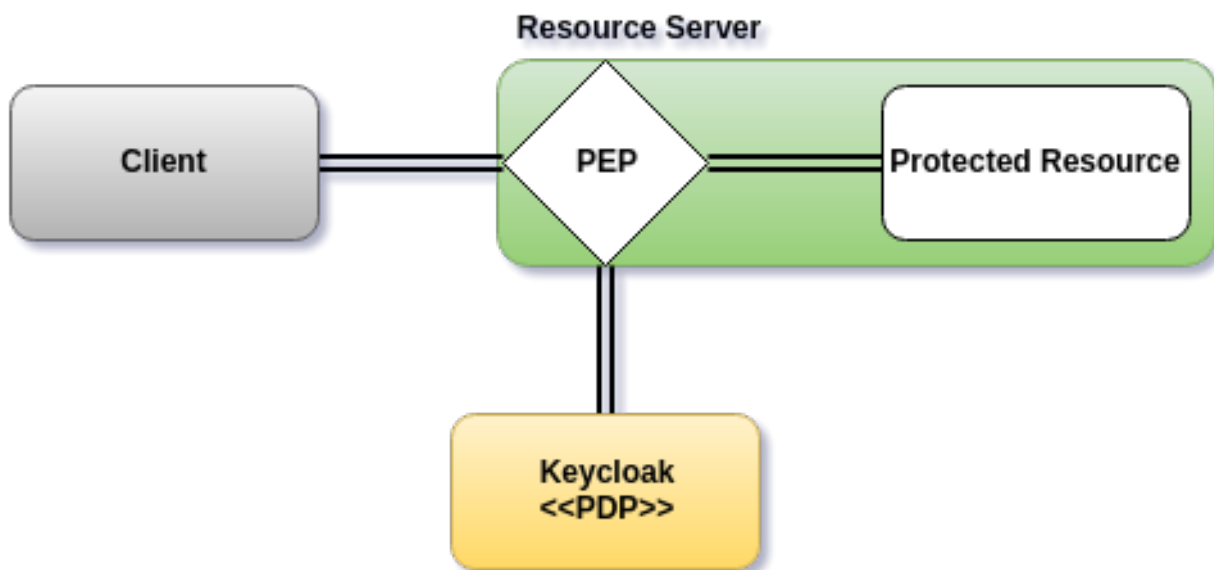 Resource Server
Client
PEP
Protected Resource
Keycloak
<<PDP>>